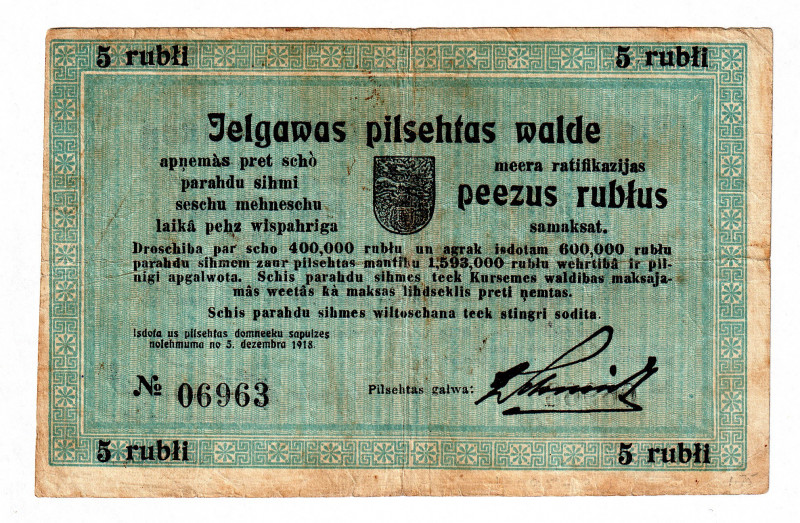 5 rubłi 5 rubłi
Jelgawas pilsehtas walde
apņemàs pret schò
parahdu sihmi
seschu mehneschu
laikâ pehz wispahriga
meera ratifikazijas
peezus rubłus
samaksat.
Droschiba par scho 400,000 rubłu un agrak isdotam 600,000 rubłu
parahdu sihmem zaur pilsehtas mantihu 1,593,000 rubłu wehrtibâ ir pil-
nigi apgalwota. Schis parahdu sihmes teek Kursemes waldibas maksaja-
màs weetás kà maksas lihdseklis preti ņemtas.
Schis parahdu sihmes wiltoschana teek stingri sodita.
Isdota us pilsehtas domneeku sapulzes
nolehmuma no 5. dezembra 1918.
№ 06963
Pilsehtas galwa:
5 rubłi 5 rubłi